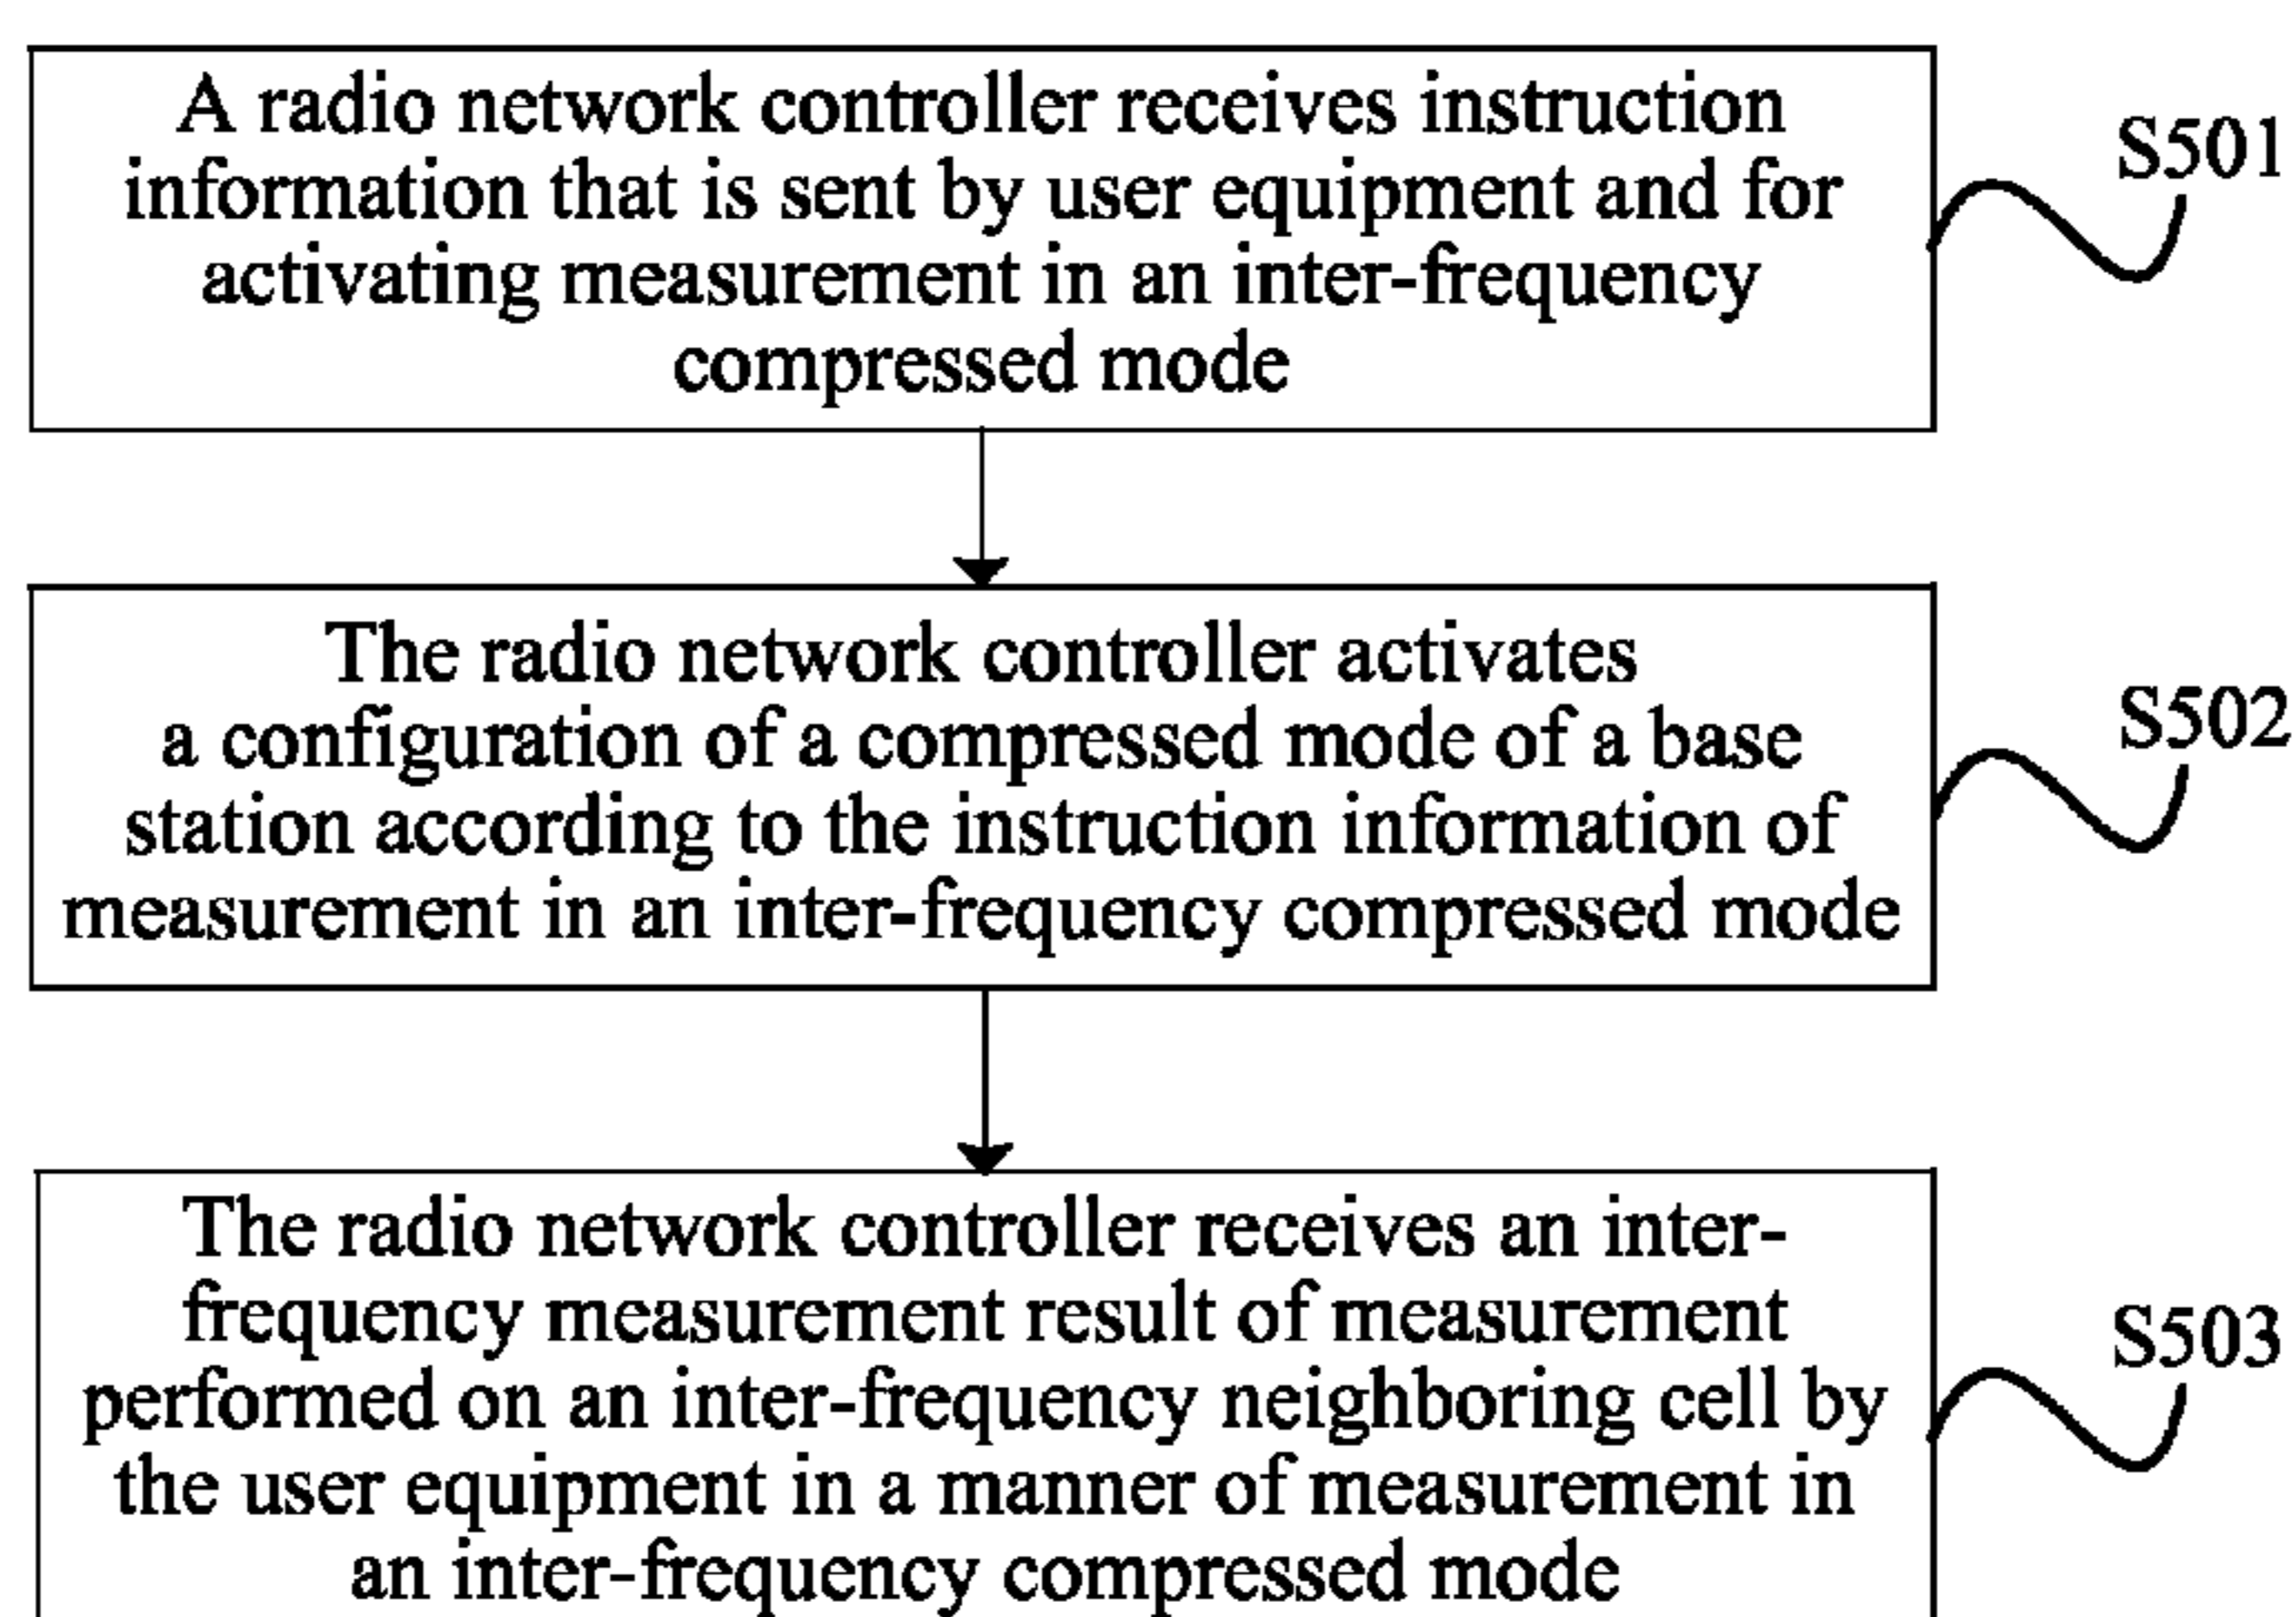 A radio network controller receives instruction
information that is sent by user equipment and for
activating measurement in an inter-frequency
compressed mode
S501
The radio network controller activates
a configuration of a compressed mode of a base
station according to the instruction information of
measurement in an inter-frequency compressed mode
S502
The radio network controller receives an inter-
frequency measurement result of measurement
performed on an inter-frequency neighboring cell by
the user equipment in a manner of measurement in
an inter-frequency compressed mode
S503